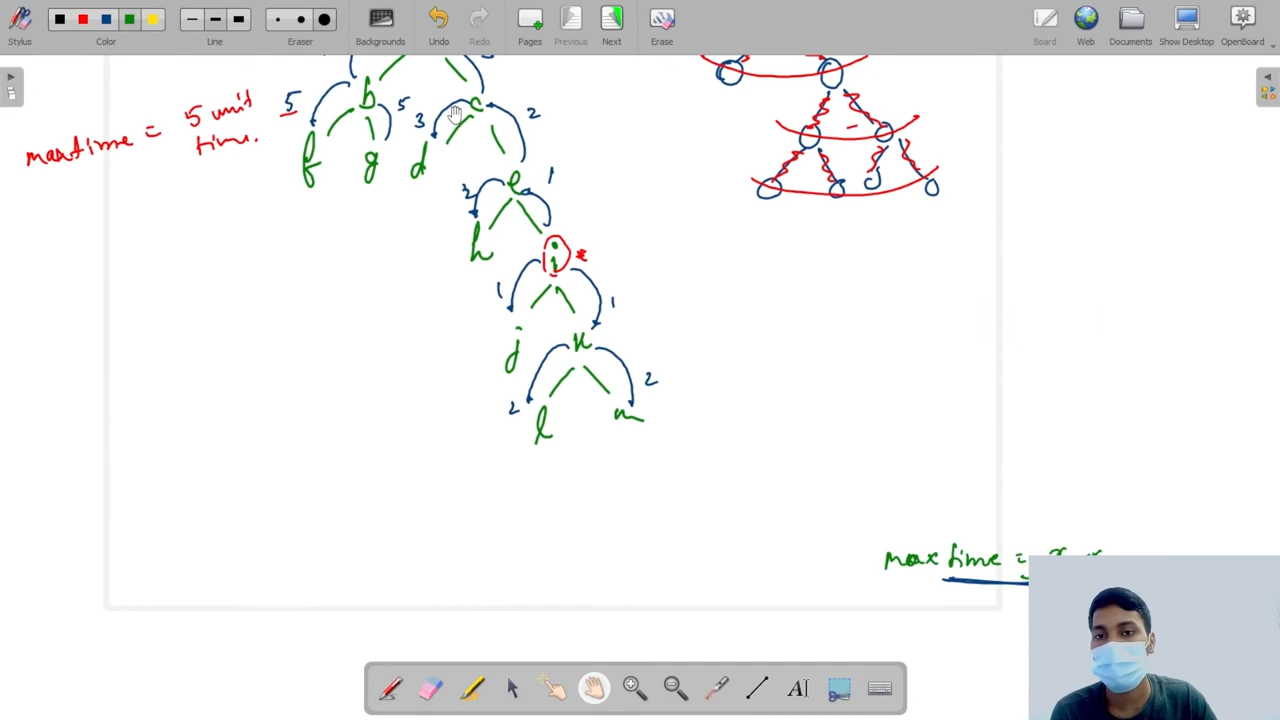 Stylus
Color
Line
Eraser
Backgrounds
Undo
Redo
Pages
Previous
Next
Erase
Board
Web
Documents
Show Desktop
OpenBoard
maxtime = 5 unit
time.
5
b
5
3
c
2
f
g
d
e
1
h
i
1
1
j
k
2
2
l
m
max time =